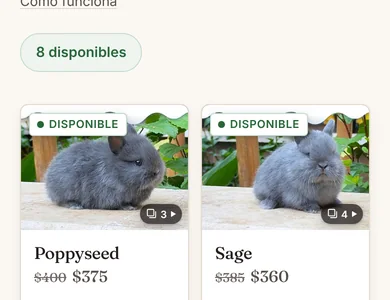 Cómo funciona
8 disponibles
DISPONIBLE
DISPONIBLE
3
4
Poppyseed
Sage
$400 $375
$385 $360